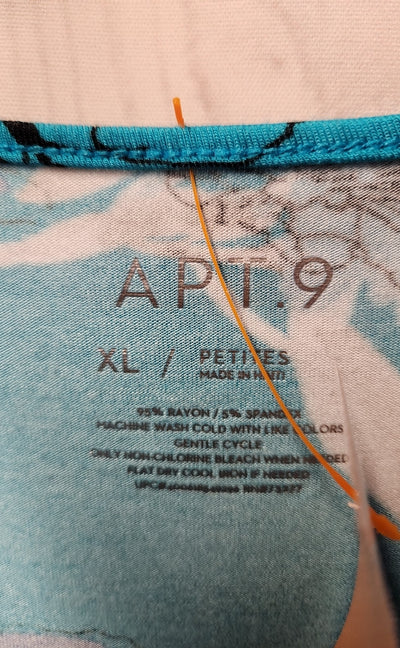 APT.9
XL / PETITES
MADE IN HAITI
95% RAYON / 5% SPANDEX
MACHINE WASH COLD WITH LIKE COLORS
GENTLE CYCLE
ONLY NON-CHLORINE BLEACH WHEN NEEDED
FLAT DRY COOL IRON IF NEEDED
UPC#